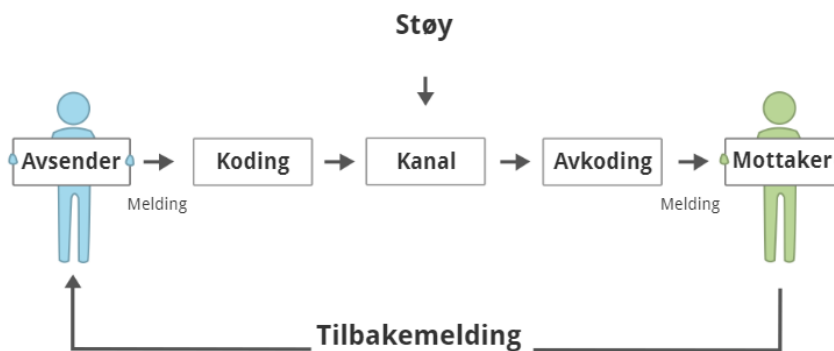 Støy
Avsender
Koding
Kanal
Avkoding
Mottaker
Melding
Melding
Tilbakemelding